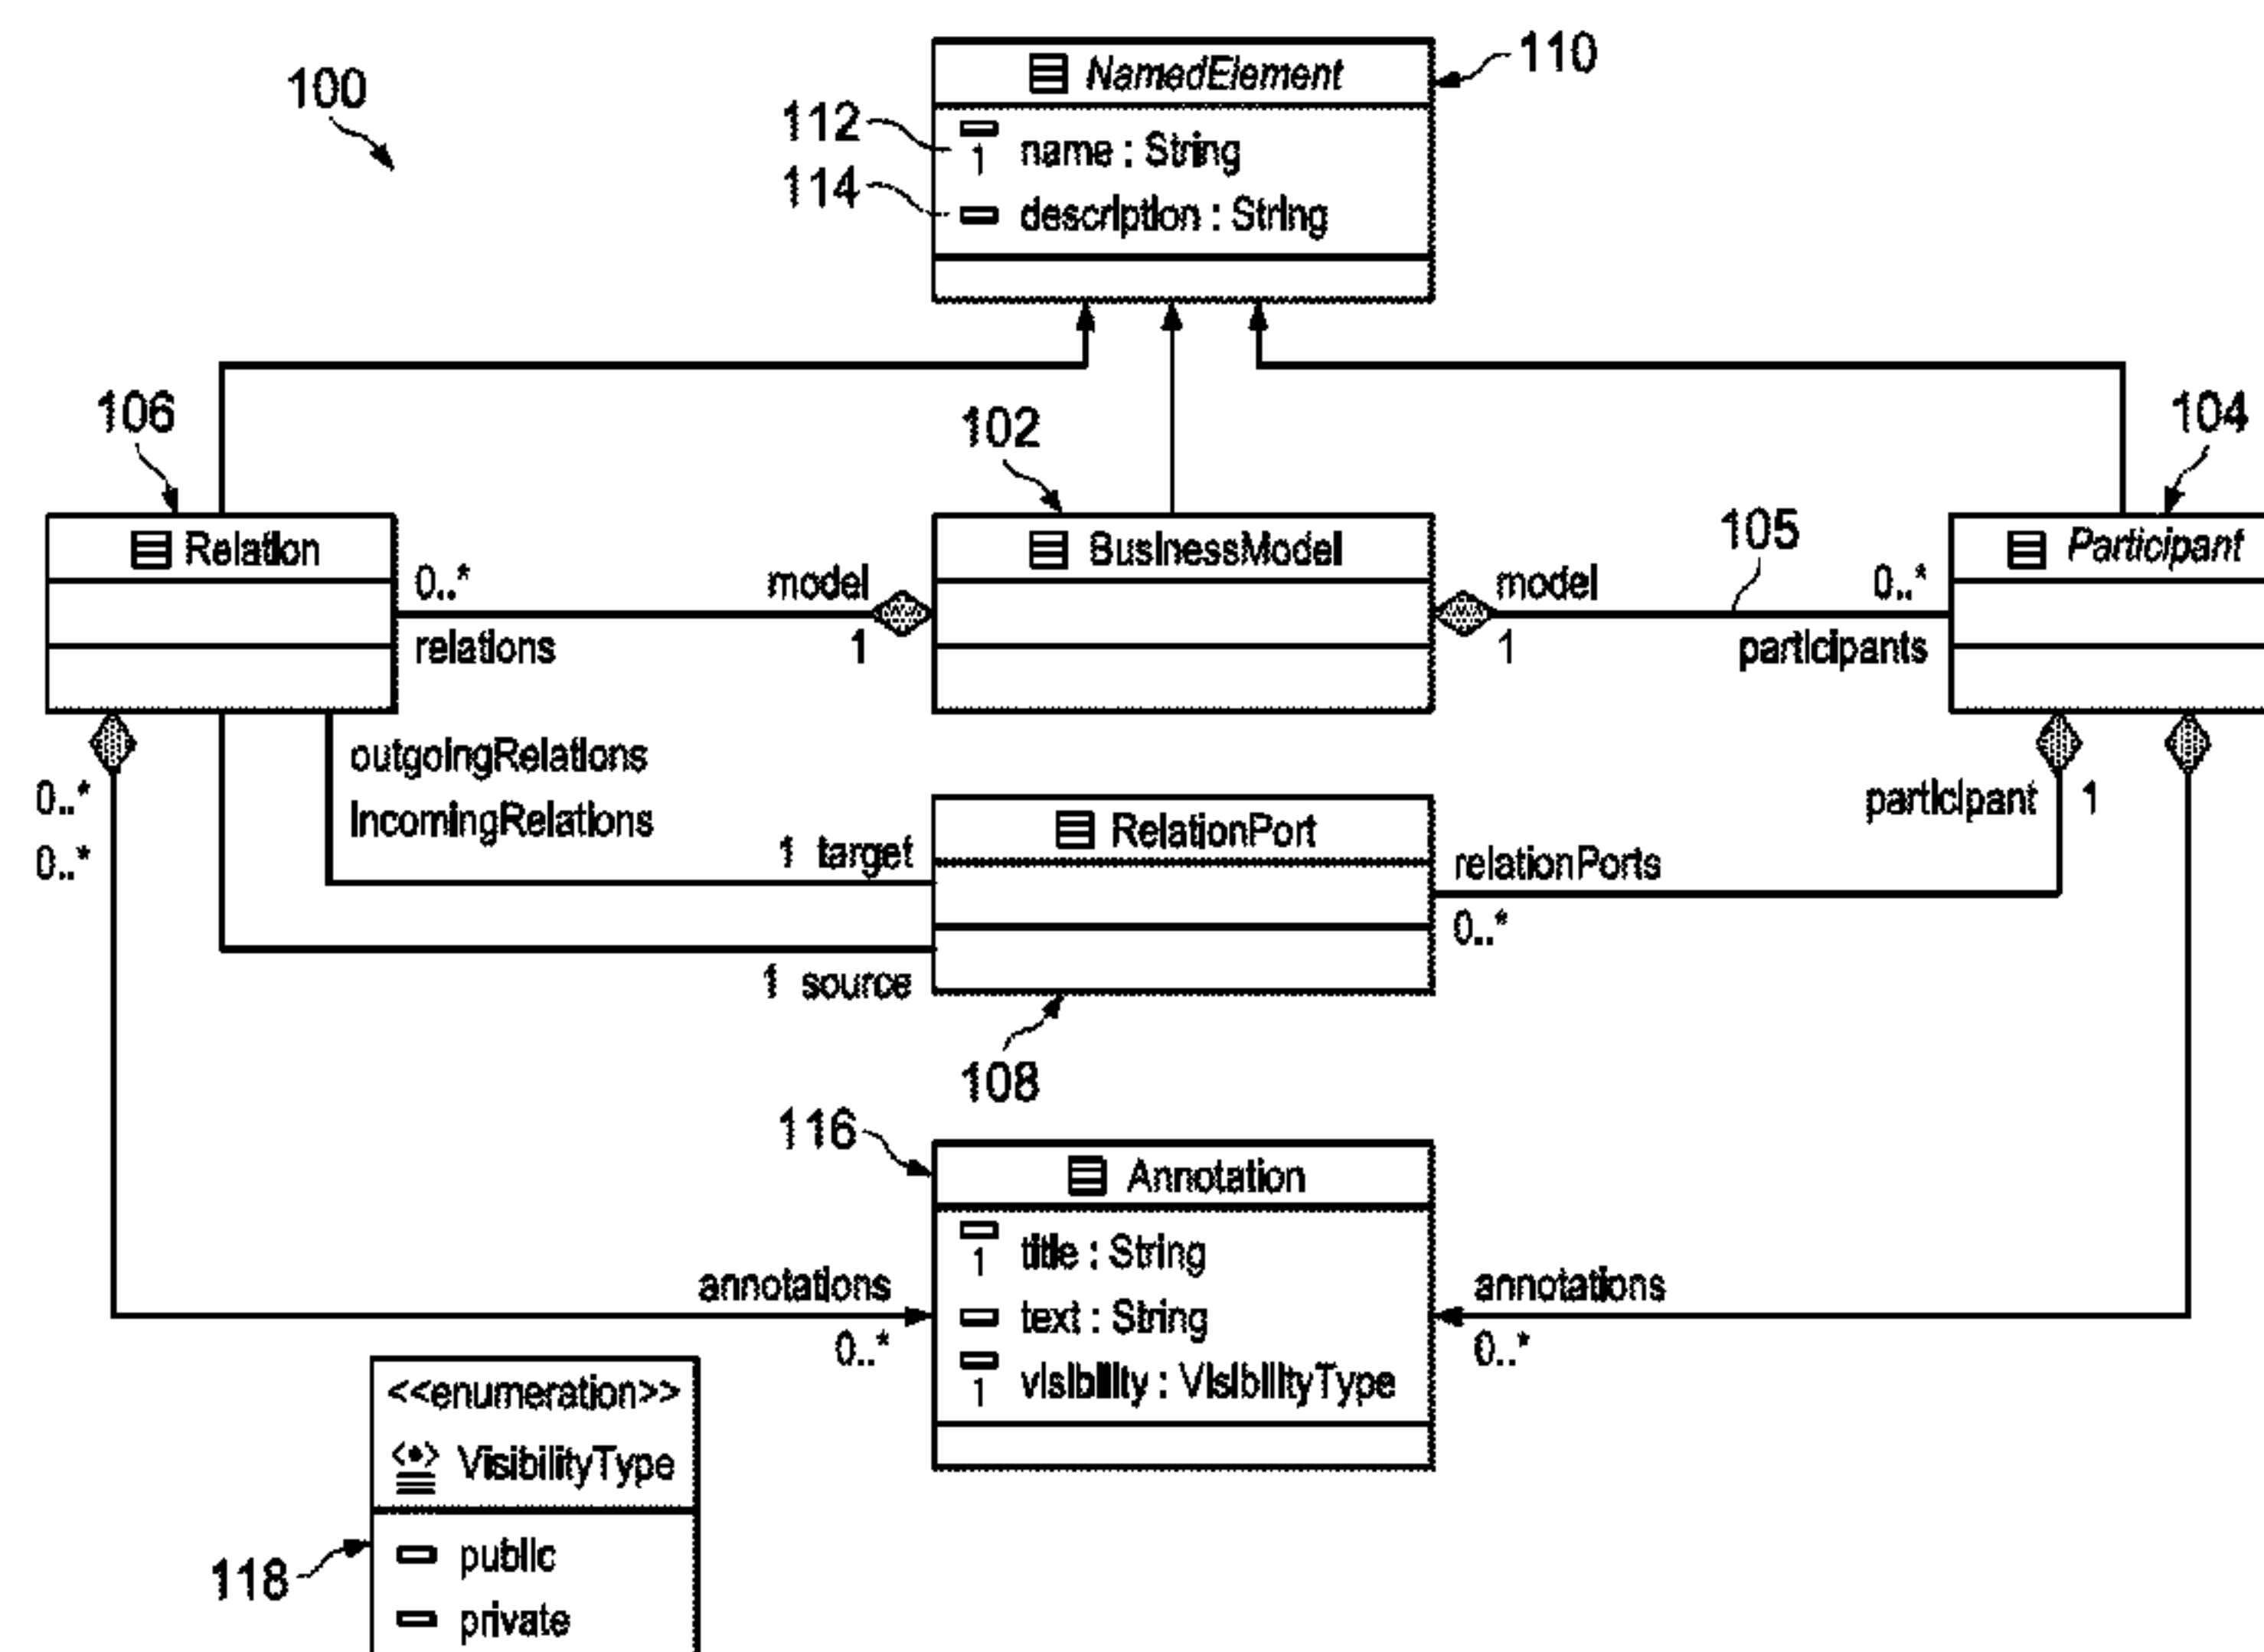 100
NamedElement
110
112
1 name : String
114
description : String
106
102
104
Relation
BusinessModel
Participant
105
0..*
model
model
0..*
relations
1
1
participants
outgoingRelations
0..*
IncomingRelations
0..*
1 target
RelationPort
participant 1
relationPorts
0..*
1 source
108
116
Annotation
1 title : String
annotations
annotations
text : String
0..*
0..*
1 visibility : VisibilityType
<<enumeration>>
VisibilityType
118
public
private